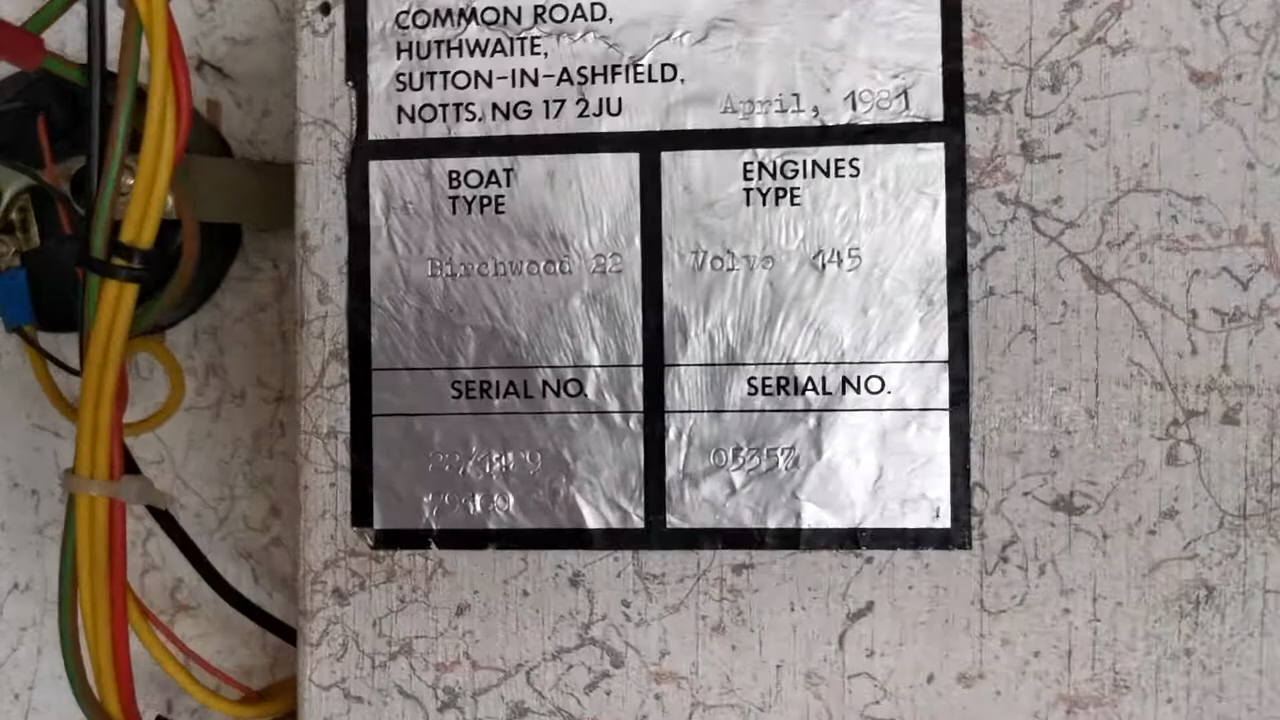 COMMON ROAD,
HUTHWAITE,
SUTTON-IN-ASHFIELD,
NOTTS. NG 17 2JU
April, 1981
BOAT
TYPE
ENGINES
TYPE
Birchwood 22
Volvo 145
SERIAL NO.
SERIAL NO.
05357